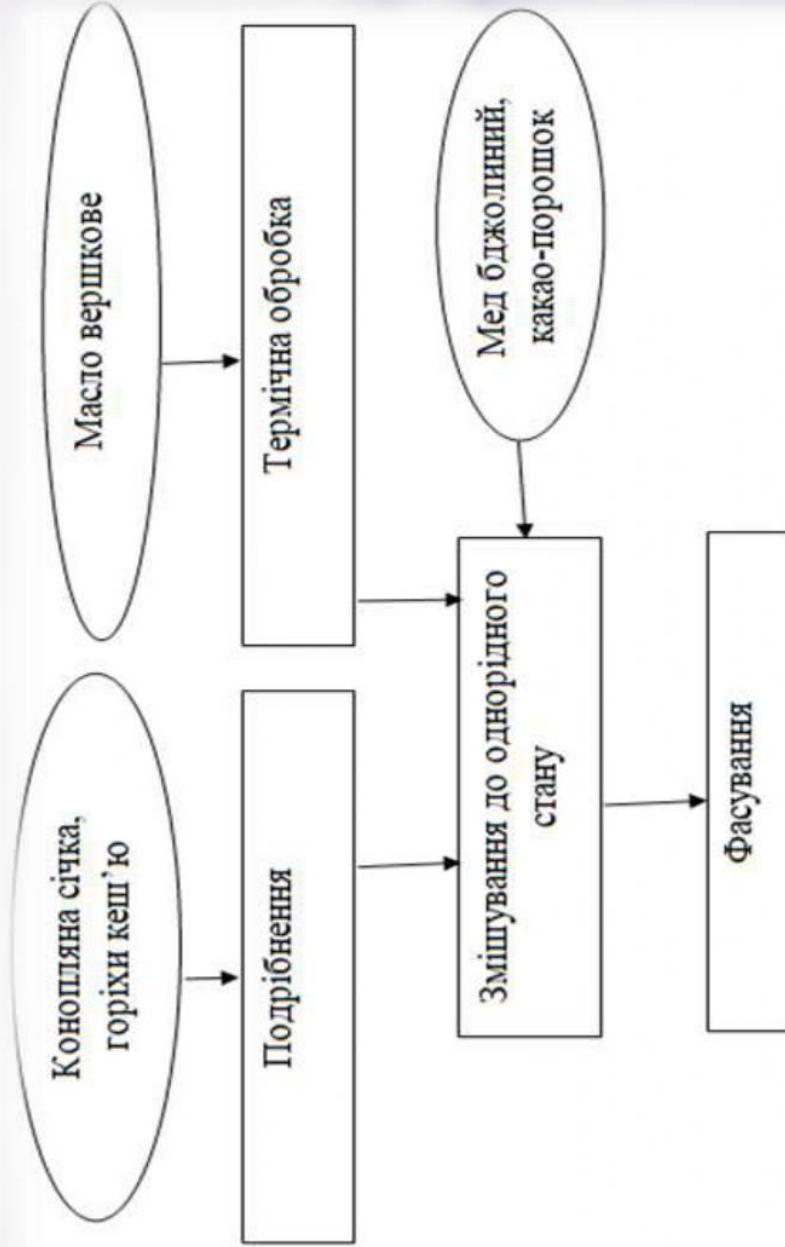 Конопляна січка,
горіхи кеш’ю
Масло вершкове
Подрібнення
Термічна обробка
Змішування до однорідного
стану
Мед бджолиний,
какао-порошок
Фасування